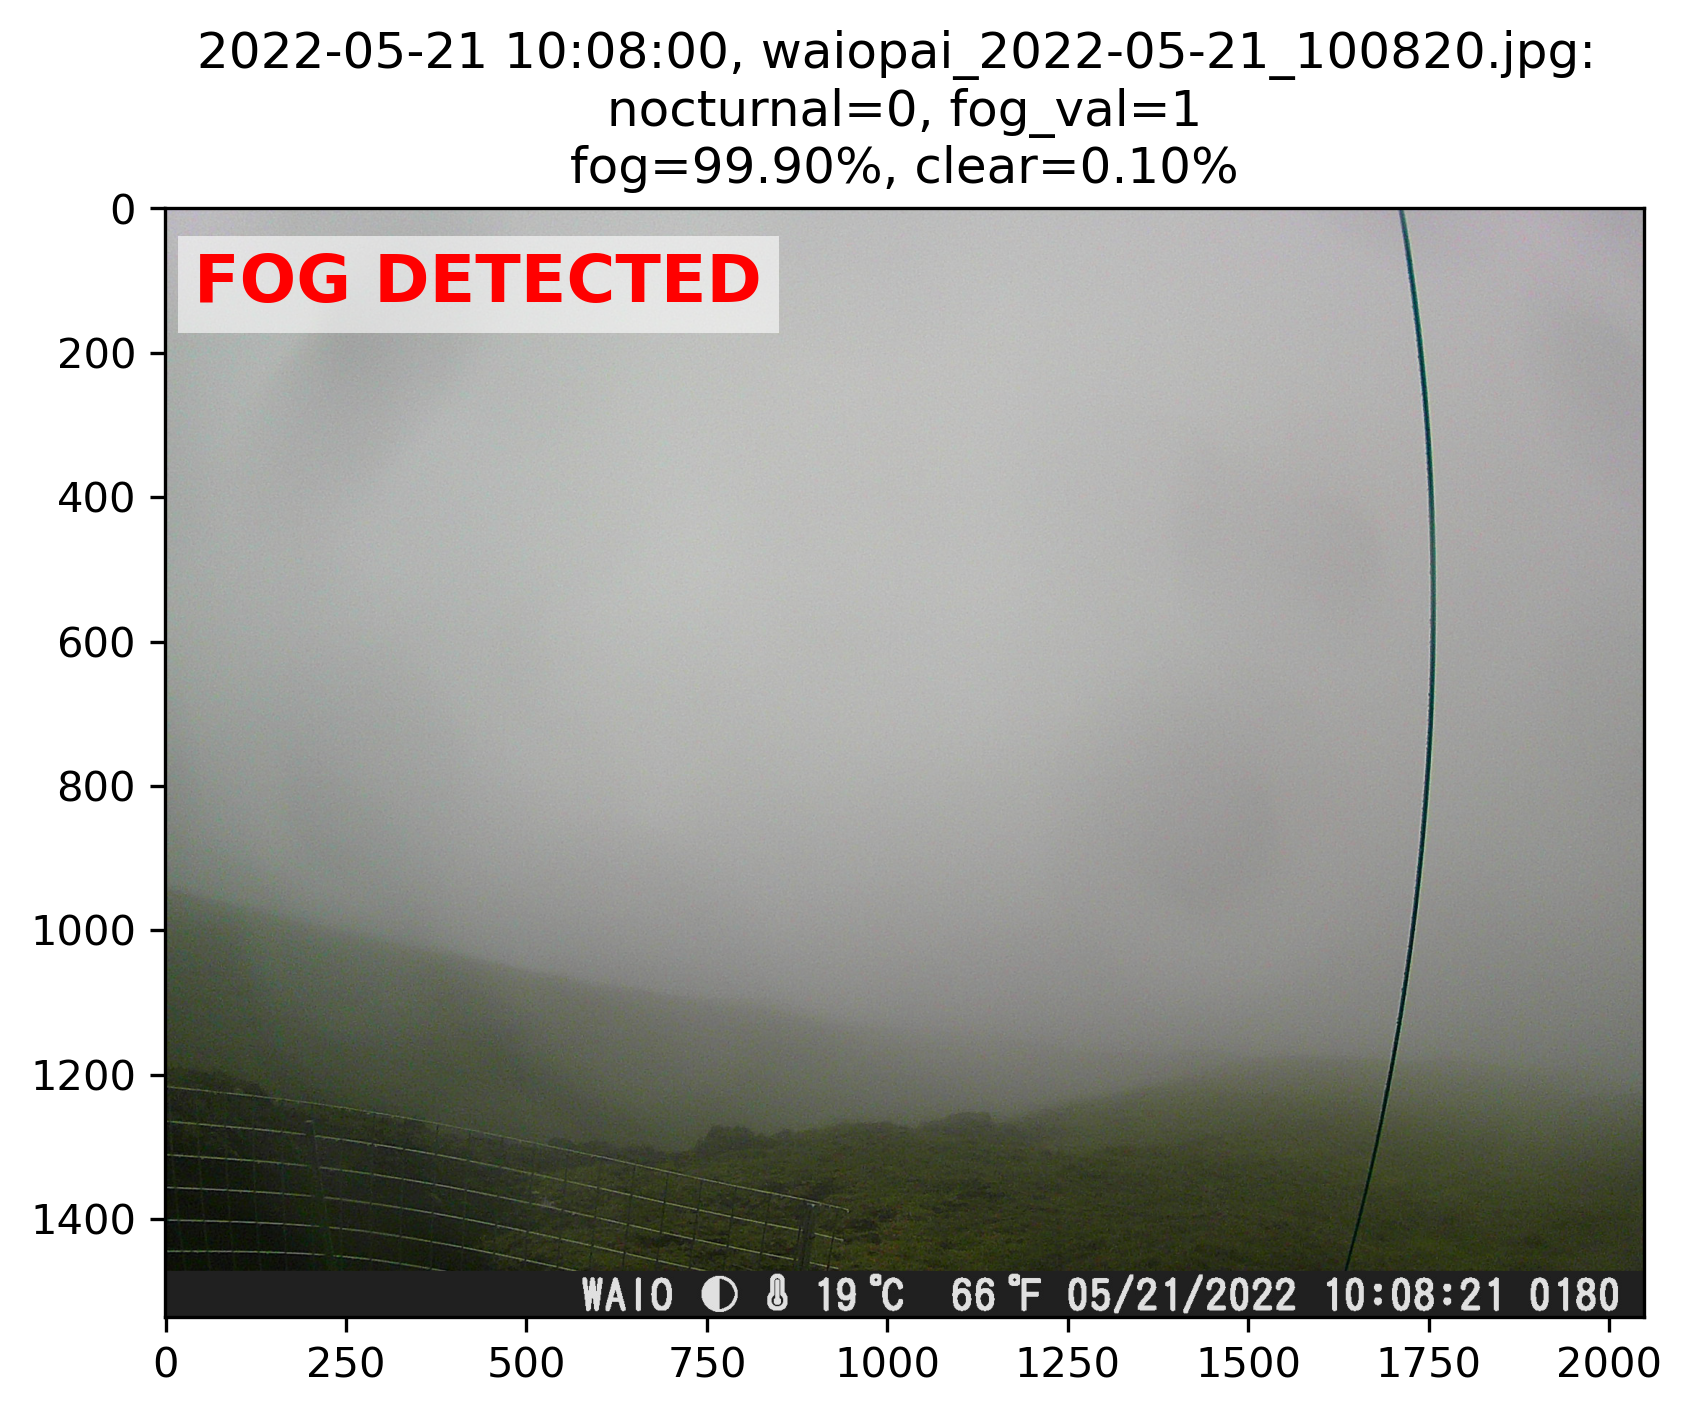 2022-05-21 10:08:00, waiopai_2022-05-21_100820.jpg:
nocturnal=0, fog_val=1
fog=99.90%, clear=0.10%
0
FOG DETECTED
200
400
600
800
1000
1200
1400
WAIO 19°C 66°F 05/21/2022 10:08:21 0180
0 250 500 750 1000 1250 1500 1750 2000